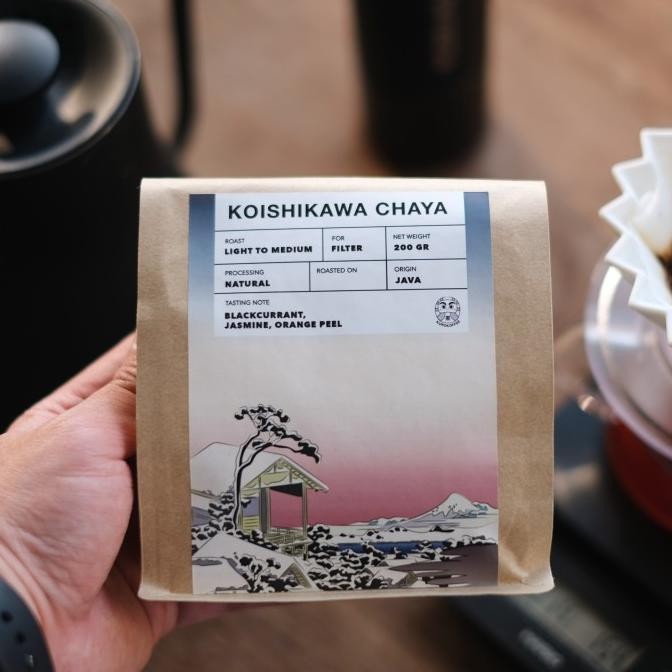 KOISHIKAWA CHAYA
ROAST
LIGHT TO MEDIUM
FOR
FILTER
NET WEIGHT
200 GR
PROCESSING
NATURAL
ROASTED ON
ORIGIN
JAVA
TASTING NOTE
BLACKCURRANT,
JASMINE, ORANGE PEEL